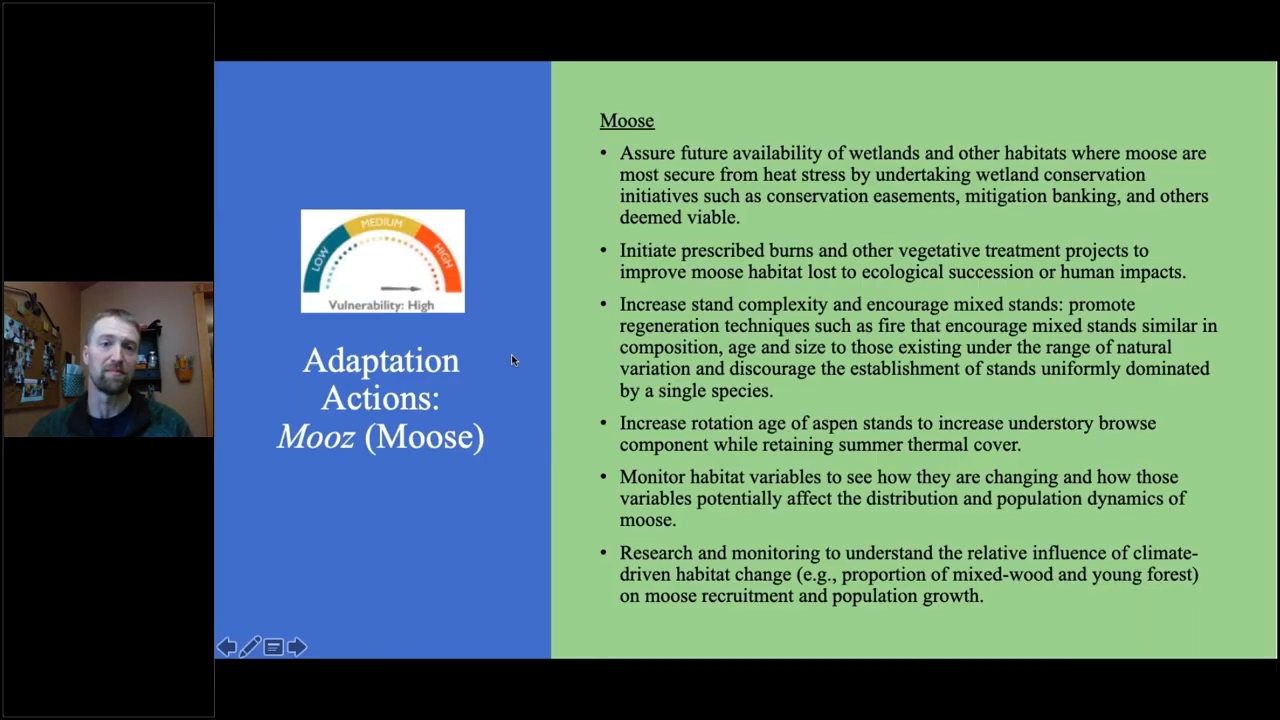 LOW
MEDIUM
HIGH
Vulnerability: High
Adaptation
Actions:
Mooz (Moose)
Moose
• Assure future availability of wetlands and other habitats where moose are
most secure from heat stress by undertaking wetland conservation
initiatives such as conservation easements, mitigation banking, and others
deemed viable.
• Initiate prescribed burns and other vegetative treatment projects to
improve moose habitat lost to ecological succession or human impacts.
• Increase stand complexity and encourage mixed stands: promote
regeneration techniques such as fire that encourage mixed stands similar in
composition, age and size to those existing under the range of natural
variation and discourage the establishment of stands uniformly dominated
by a single species.
• Increase rotation age of aspen stands to increase understory browse
component while retaining summer thermal cover.
• Monitor habitat variables to see how they are changing and how those
variables potentially affect the distribution and population dynamics of
moose.
• Research and monitoring to understand the relative influence of climate-
driven habitat change (e.g., proportion of mixed-wood and young forest)
on moose recruitment and population growth.